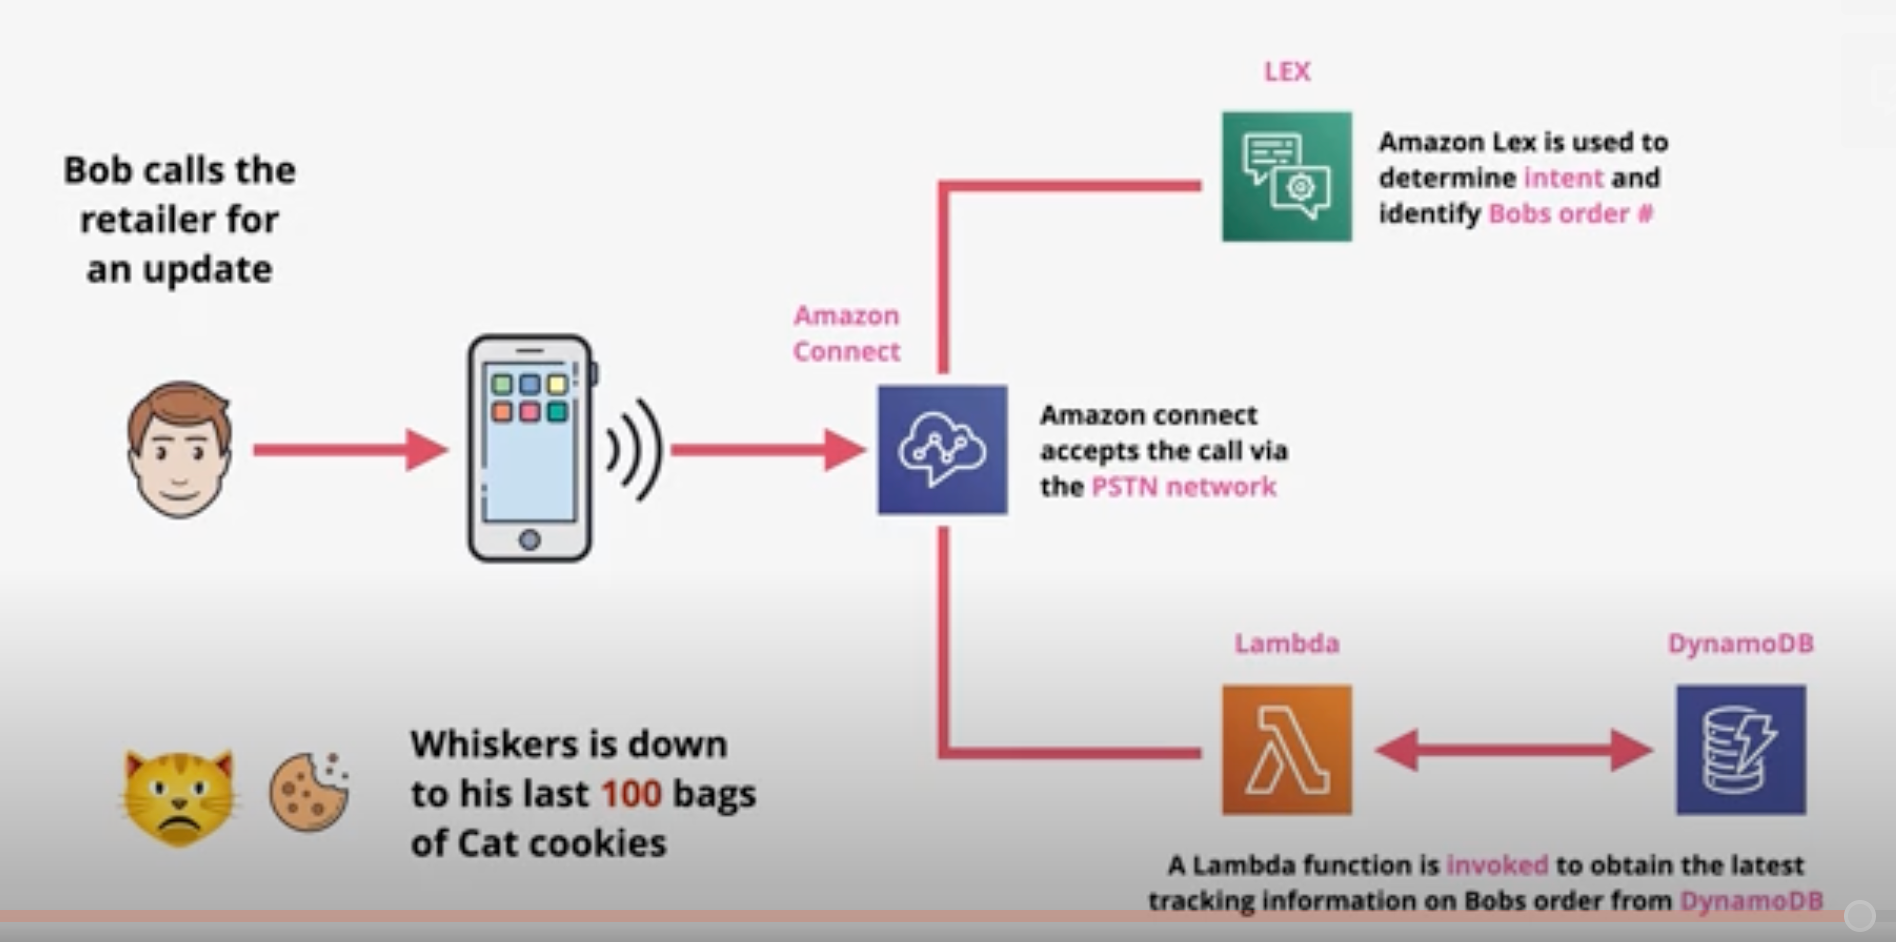 Bob calls the
retailer for
an update
Amazon
Connect
Amazon connect
accepts the call via
the PSTN network
LEX
Amazon Lex is used to
determine intent and
identify Bobs order #
Whiskers is down
to his last 100 bags
of Cat cookies
Lambda
DynamoDB
A Lambda function is invoked to obtain the latest
tracking information on Bobs order from DynamoDB